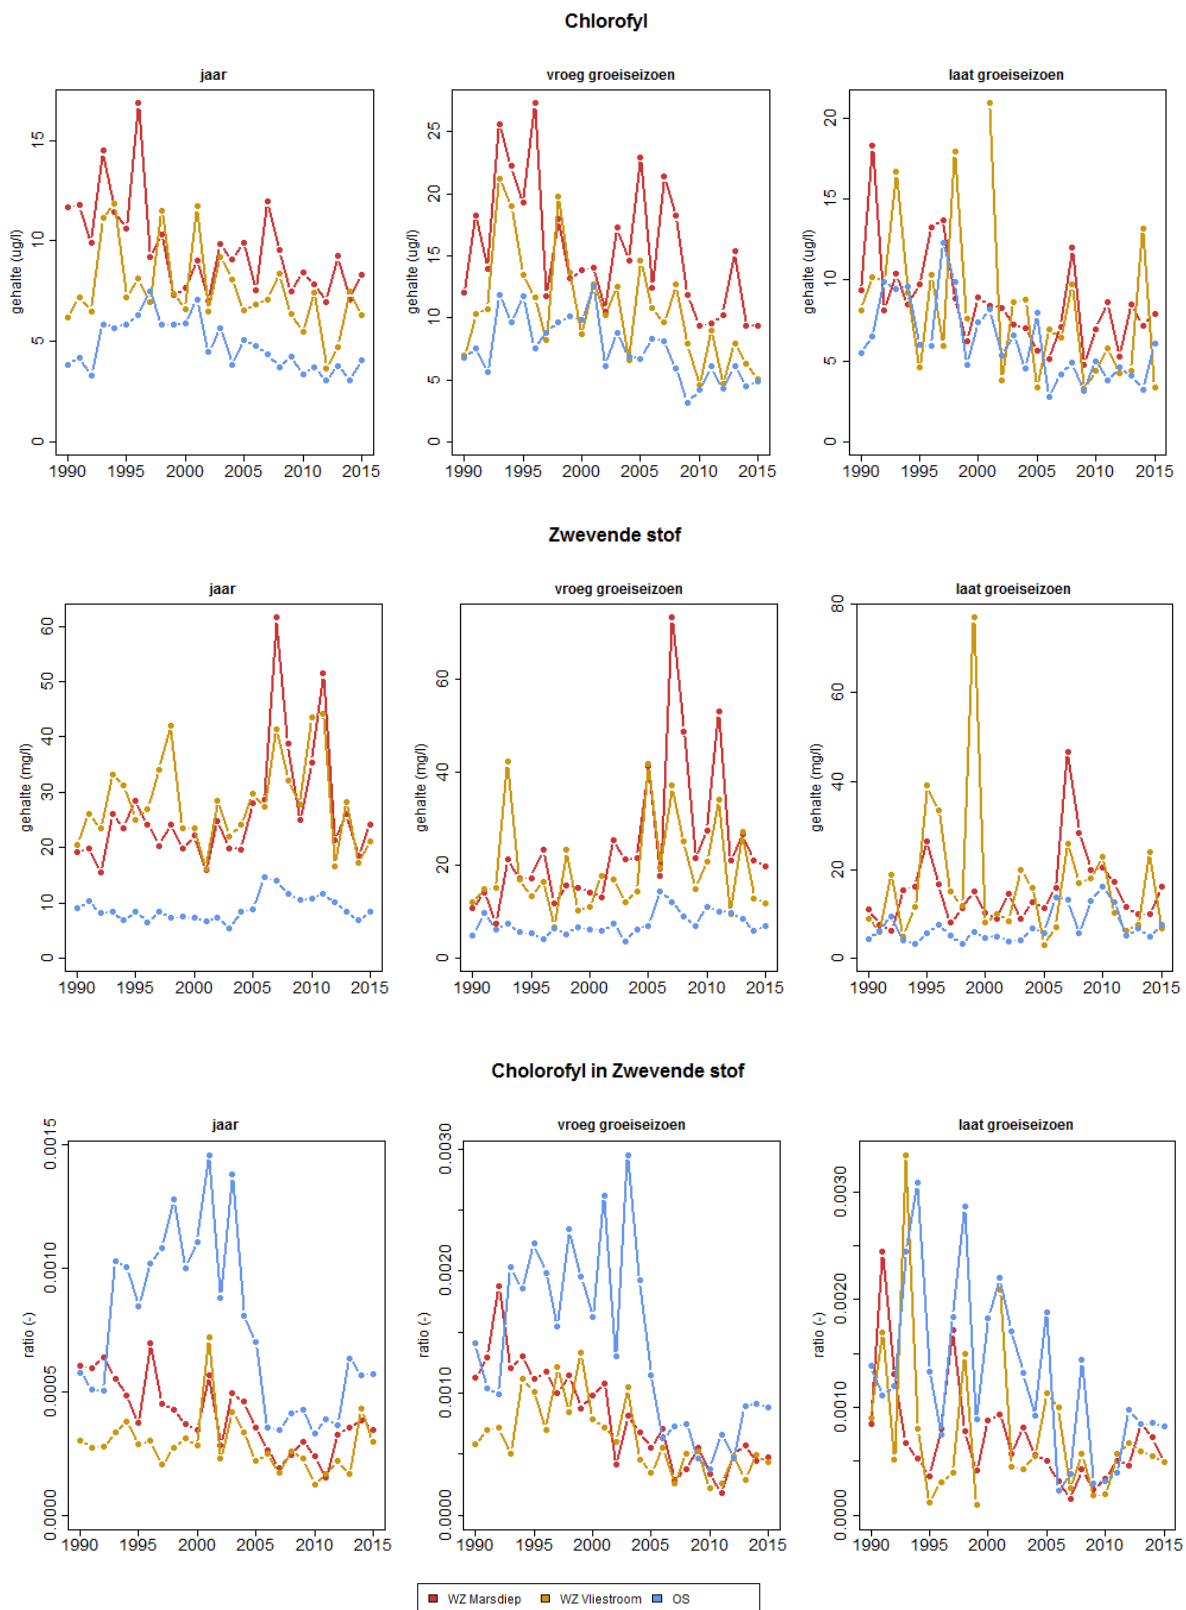 Chlorofyl
jaar
vroeg groeiseizoen
laat groeiseizoen
gehalte (ug/l)
0 5 10 15
1990 1995 2000 2005 2010 2015
gehalte (ug/l)
0 5 10 15 20 25
1990 1995 2000 2005 2010 2015
gehalte (ug/l)
0 5 10 15 20
1990 1995 2000 2005 2010 2015
Zwevende stof
jaar
vroeg groeiseizoen
laat groeiseizoen
gehalte (mg/l)
0 10 20 30 40 50 60
1990 1995 2000 2005 2010 2015
gehalte (mg/l)
0 20 40 60
1990 1995 2000 2005 2010 2015
gehalte (mg/l)
0 20 40 60 80
1990 1995 2000 2005 2010 2015
Cholorofyl in Zwevende stof
jaar
vroeg groeiseizoen
laat groeiseizoen
ratio (-)
0.0000 0.0005 0.0010 0.0015
1990 1995 2000 2005 2010 2015
ratio (-)
0.0000 0.0010 0.0020 0.0030
1990 1995 2000 2005 2010 2015
ratio (-)
0.0000 0.0010 0.0020 0.0030
1990 1995 2000 2005 2010 2015
WZ Marsdiep WZ Vliestroom OS